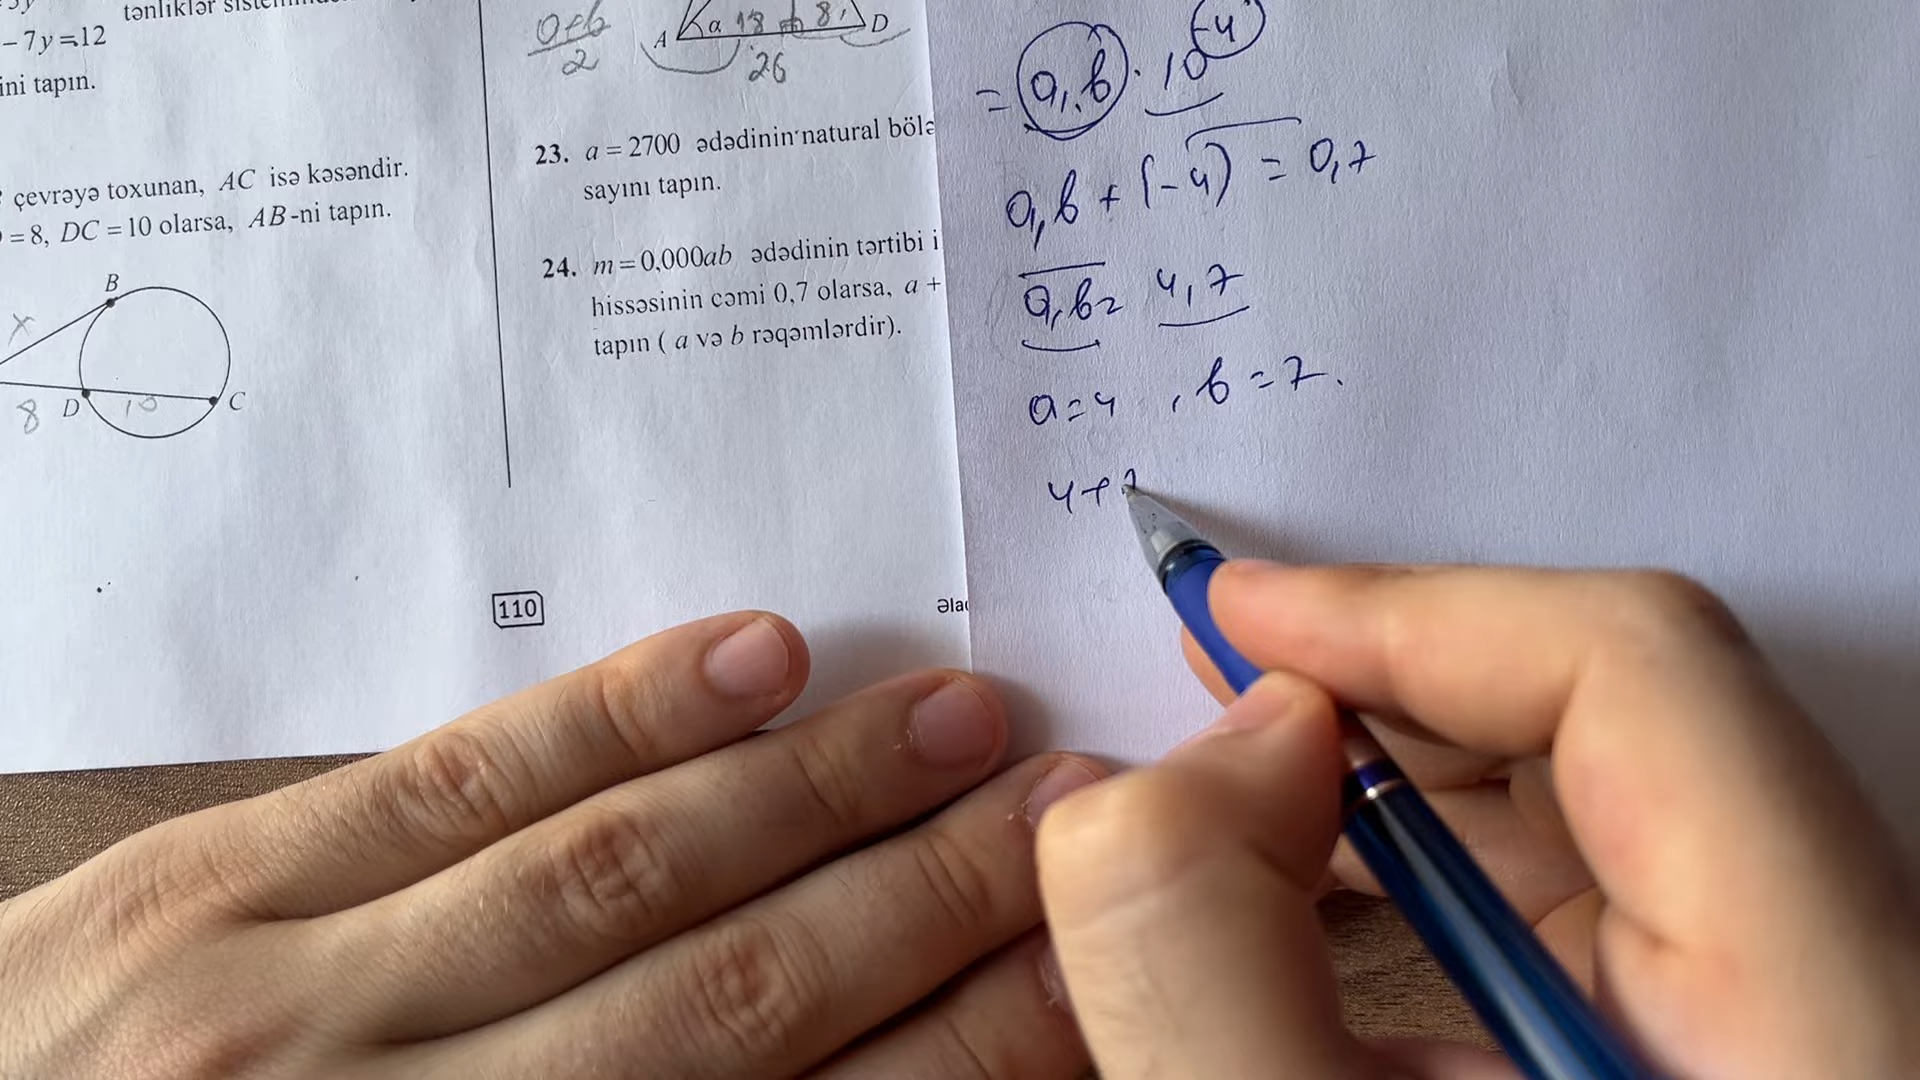 tənliklər
– 7y = 12
ini tapın.
çevrəyə toxunan, AC isə kəsəndir.
= 8, DC = 10 olarsa, AB-ni tapın.
B
x
8 D 10 C
a+b
2
A a 18 8 D
26
23. a = 2700 ədədinin natural bölə
sayını tapın.
24. m = 0,000ab ədədinin tərtibi i
hissəsinin cəmi 0,7 olarsa, a +
tapın ( a və b rəqəmlərdir).
110
Əla
= a,b · 10^-4
a,b + (-4) = 0,7
a,b = 4,7
a = 4 , b = 7.
4 +